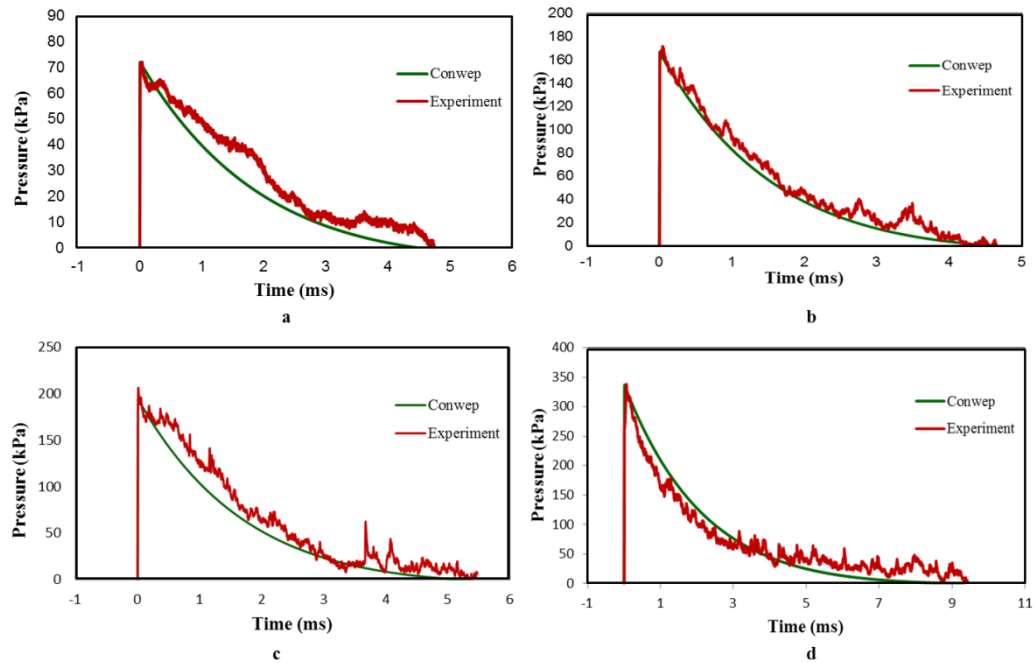 90
80
70
60
50
40
30
20
10
0
Pressure (kPa)
Conwep
Experiment
-1 0 1 2 3 4 5 6
Time (ms)
a
200
180
160
140
120
100
80
60
40
20
0
Pressure (kPa)
Conwep
Experiment
-1 0 1 2 3 4 5
Time (ms)
b
250
200
150
100
50
0
Pressure (kPa)
Conwep
Experiment
-1 0 1 2 3 4 5 6
Time (ms)
c
400
350
300
250
200
150
100
50
0
Pressure (kPa)
Conwep
Experiment
-1 1 3 5 7 9 11
Time (ms)
d